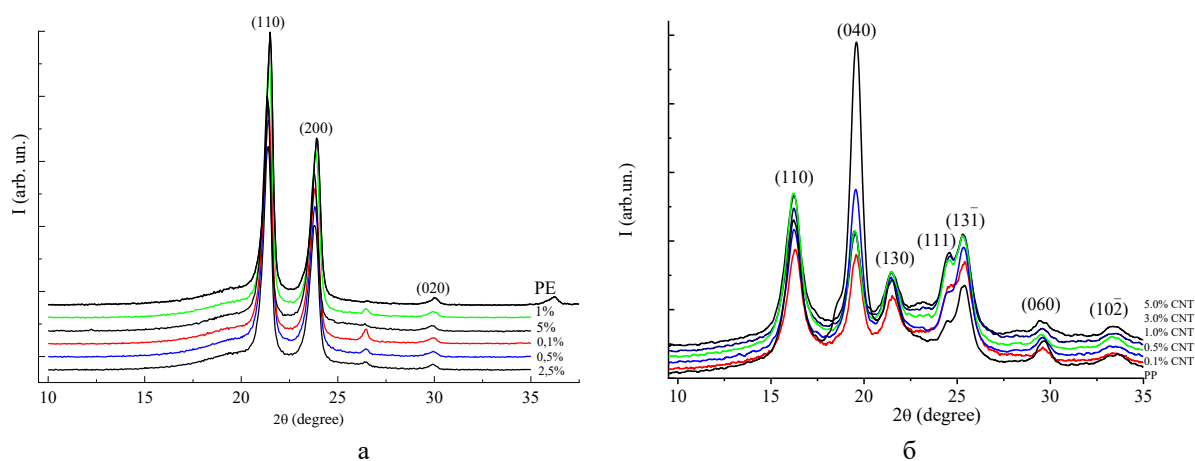 (110)
(200)
(020)
PE
1%
5%
0,1%
0,5%
2,5%
I (arb. un.)
10 15 20 25 30 35
2θ (degree)
а
(040)
(110)
(130)
(111)
(131̅)
(060)
(102̅)
5.0% CNT
3.0% CNT
1.0% CNT
0.5% CNT
0.1% CNT
PP
I (arb.un.)
10 15 20 25 30 35
2θ (degree)
б